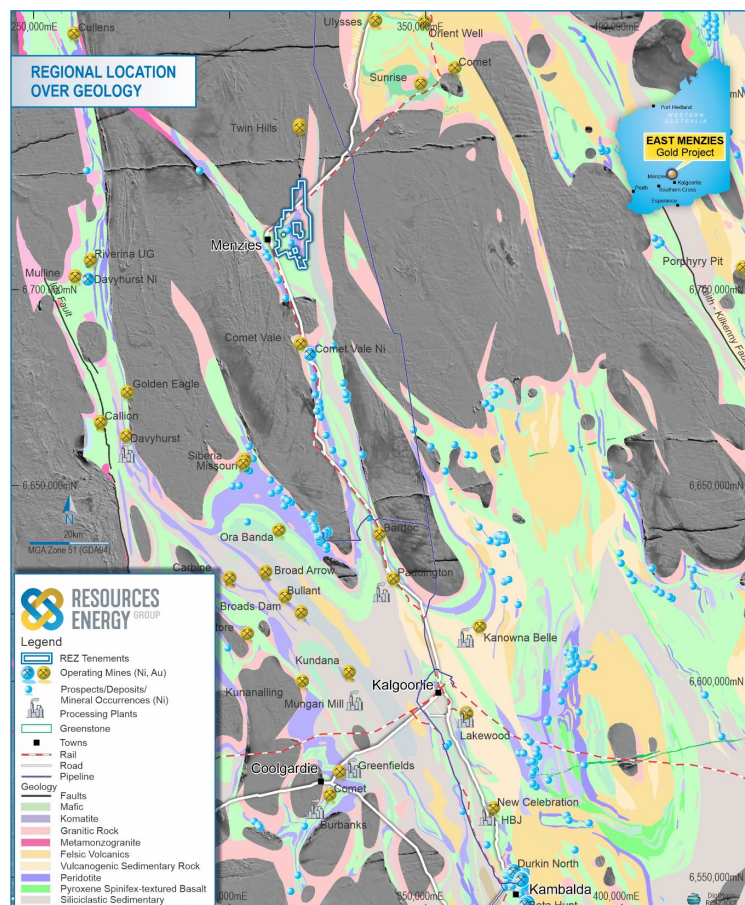 250,000mE
350,000mE
400,000mE
Cullens
Ulysses
Orient Well
Comet
Sunrise
REGIONAL LOCATION
OVER GEOLOGY
Twin Hills
Port Hedland
WESTERN
AUSTRALIA
EAST MENZIES
Gold Project
Menzies
Kalgoorlie
Perth
Southern Cross
Esperance
Menzies
Riverina UG
Mulline
Davyhurst Ni
Porphyry Pit
6,700,000mN
6,700,000mN
Ida Fault
Keith - Kilkenny Fault
Comet Vale
Comet Vale Ni
Golden Eagle
Callion
Davyhurst
Siberia
Missouri
6,650,000mN
6,650,000mN
N
20km
MGA Zone 51 (GDA94)
Ora Banda
Bardoc
Carbine
Broad Arrow
Paddington
Bullant
Broads Dam
Kanowna Belle
Kundana
Kunanalling
Mungari Mill
Kalgoorlie
6,600,000mN
Lakewood
Coolgardie
Greenfields
Comet
Burbanks
New Celebration
HBJ
Durkin North
6,550,000mN
Kambalda
Beta Hunt
350,000mE
400,000mE
RESOURCES
ENERGY GROUP
Legend
REZ Tenements
Operating Mines (Ni, Au)
Prospects/Deposits/
Mineral Occurrences (Ni)
Processing Plants
Greenstone
Towns
Rail
Road
Pipeline
Geology
Faults
Mafic
Komatite
Granitic Rock
Metamonzogranite
Felsic Volcanics
Vulcanogenic Sedimentary Rock
Peridotite
Pyroxene Spinifex-textured Basalt
Siliciclastic Sedimentary